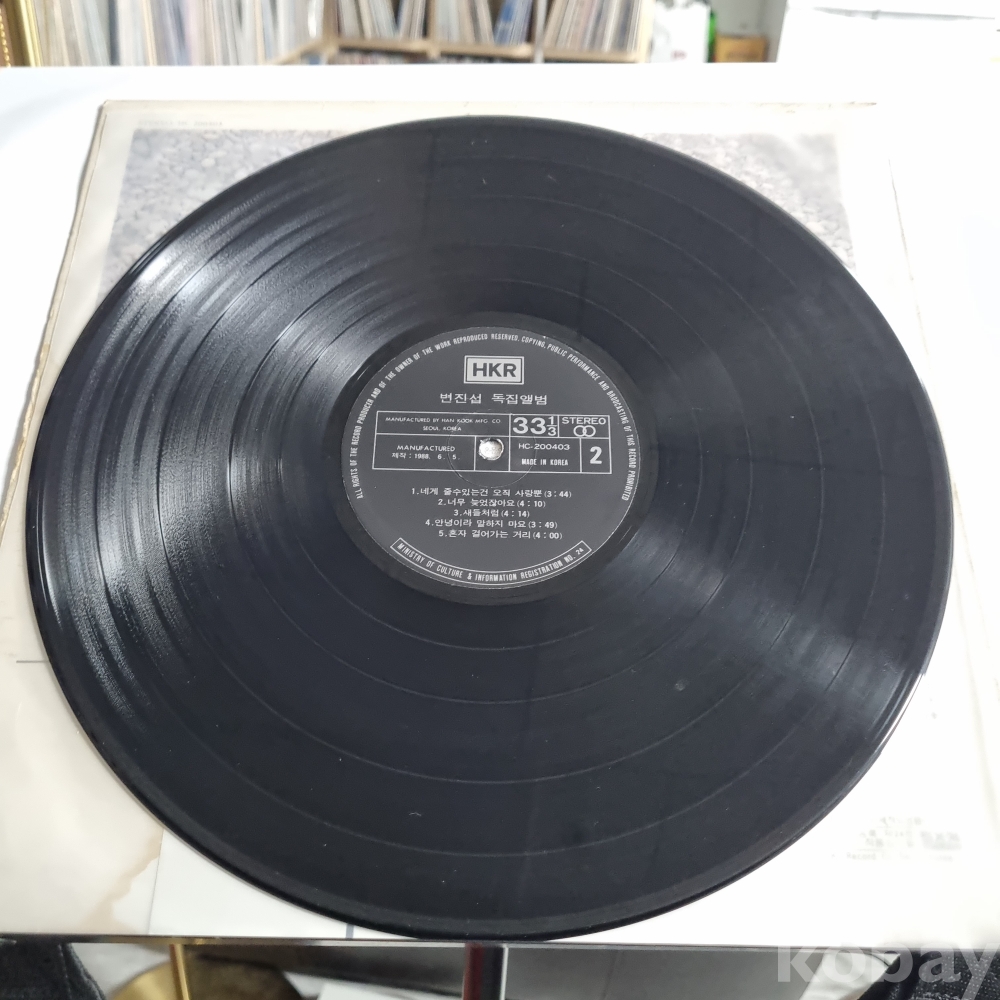 ALL RIGHTS OF THE RECORD PRODUCER AND OF THE OWNER OF THE WORK REPRODUCED RESERVED. COPYING, PUBLIC PERFORMANCE AND BROADCASTING OF THIS RECORD PROHIBITED
HKR
변진섭 독집앨범
MANUFACTURED BY HAN KOOK MFG. CO.
SEOUL, KOREA
33 1/3
STEREO
MANUFACTURED
제작 : 1988. 6. 5.
HC-200403
MADE IN KOREA
2
1. 네게 줄수있는건 오직 사랑뿐 (3 : 44)
2. 너무 늦었잖아요 (4 : 10)
3. 새들처럼 (4 : 14)
4. 안녕이라 말하지 마요 (3 : 49)
5. 혼자 걸어가는 거리 (4 : 00)
MINISTRY OF CULTURE & INFORMATION REGISTRATION NO. 24
kobay